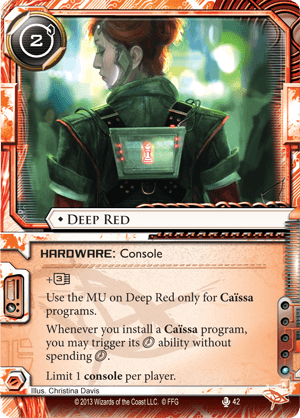 2
• DEEP RED
HARDWARE: Console
+3
Use the MU on Deep Red only for Caïssa
programs.
Whenever you install a Caïssa program,
you may trigger its ability without
spending .
Limit 1 console per player.
Illus. Christina Davis
© 2013 Wizards of the Coast LLC. © FFG 42